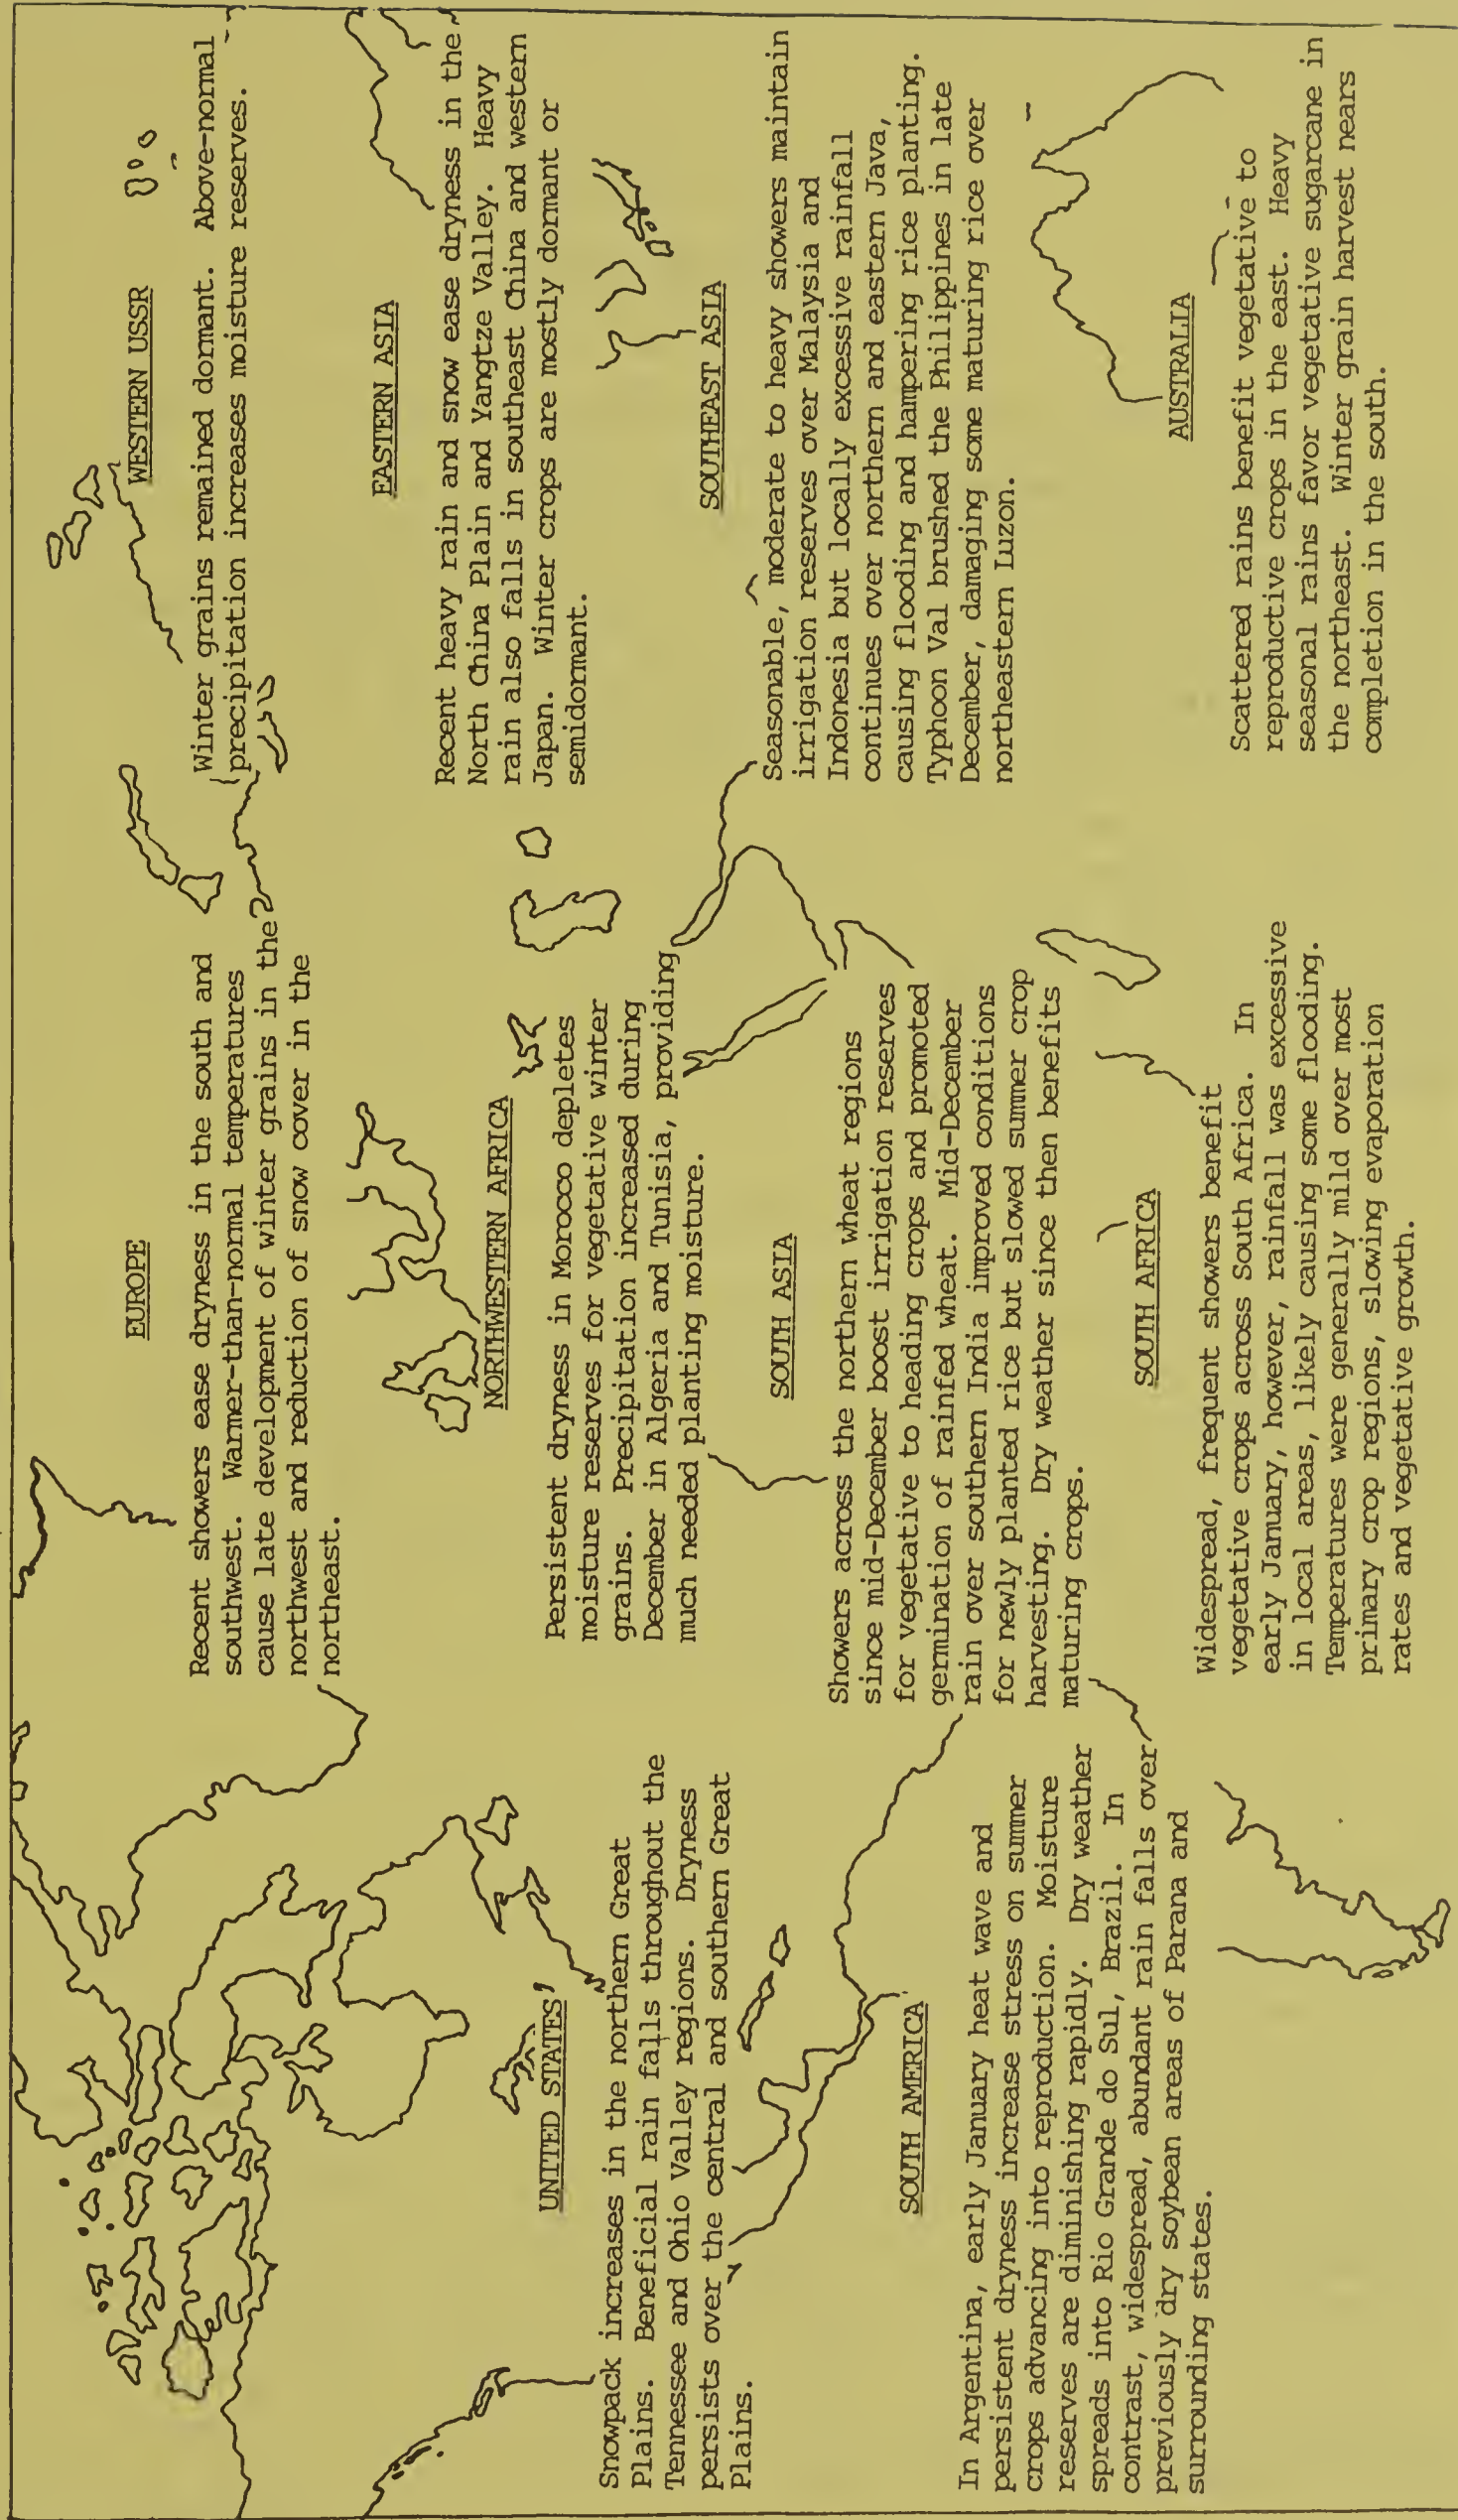 UNITED STATES
Snowpack increases in the northern Great
Plains.  Beneficial rain falls throughout the
Tennessee and Ohio Valley regions.  Dryness
persists over the central and southern Great
Plains.
SOUTH AMERICA
In Argentina, early January heat wave and
persistent dryness increase stress on summer
crops advancing into reproduction.  Moisture
reserves are diminishing rapidly.  Dry weather
spreads into Rio Grande do Sul, Brazil.  In
contrast, widespread, abundant rain falls over
previously dry soybean areas of Parana and
surrounding states.
EUROPE
Recent showers ease dryness in the south and
southwest.  Warmer-than-normal temperatures
cause late development of winter grains in the
northwest and reduction of snow cover in the
northeast.
NORTHWESTERN AFRICA
Persistent dryness in Morocco depletes
moisture reserves for vegetative winter
grains.  Precipitation increased during
December in Algeria and Tunisia, providing
much needed planting moisture.
SOUTH ASIA
Showers across the northern wheat regions
since mid-December boost irrigation reserves
for vegetative to heading crops and promoted
germination of rainfed wheat.  Mid-December
rain over southern India improved conditions
for newly planted rice but slowed summer crop
harvesting.  Dry weather since then benefits
maturing crops.
SOUTH AFRICA
Widespread, frequent showers benefit
vegetative crops across South Africa.  In
early January, however, rainfall was excessive
in local areas, likely causing some flooding.
Temperatures were generally mild over most
primary crop regions, slowing evaporation
rates and vegetative growth.
WESTERN USSR
Winter grains remained dormant.  Above-normal
precipitation increases moisture reserves.
EASTERN ASIA
Recent heavy rain and snow ease dryness in the
North China Plain and Yangtze Valley.  Heavy
rain also falls in southeast China and western
Japan.  Winter crops are mostly dormant or
semidormant.
SOUTHEAST ASIA
Seasonable, moderate to heavy showers maintain
irrigation reserves over Malaysia and
Indonesia but locally excessive rainfall
continues over northern and eastern Java,
causing flooding and hampering rice planting.
Typhoon Val brushed the Philippines in late
December, damaging some maturing rice over
northeastern Luzon.
AUSTRALIA
Scattered rains benefit vegetative to
reproductive crops in the east.  Heavy
seasonal rains favor vegetative sugarcane in
the northeast.  Winter grain harvest nears
completion in the south.